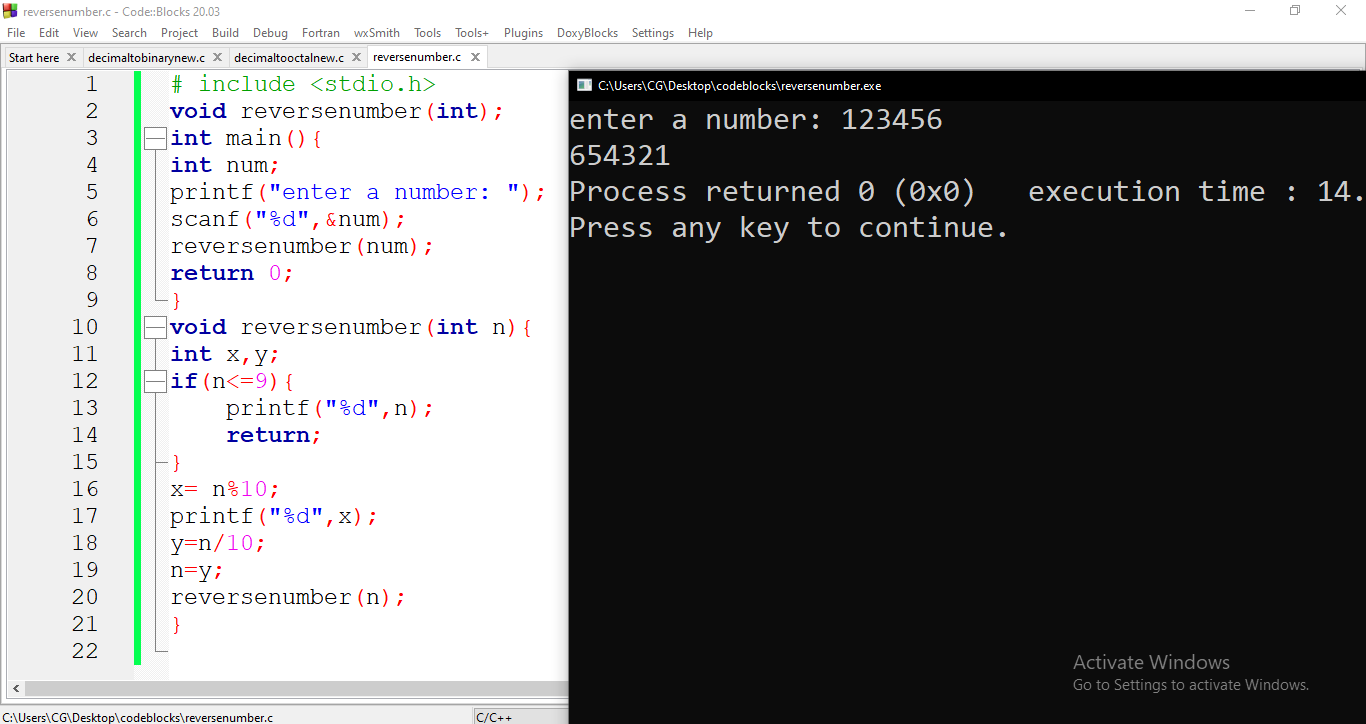 reversenumber.c - Code::Blocks 20.03
File Edit View Search Project Build Debug Fortran wxSmith Tools Tools+ Plugins DoxyBlocks Settings Help
Start here decimaltobinarynew.c decimaltooctalnew.c reversenumber.c
1 # include <stdio.h>
2 void reversenumber(int);
3 int main(){
4 int num;
5 printf("enter a number: ");
6 scanf("%d",&num);
7 reversenumber(num);
8 return 0;
9 }
10 void reversenumber(int n){
11 int x,y;
12 if(n<=9){
13     printf("%d",n);
14     return;
15 }
16 x= n%10;
17 printf("%d",x);
18 y=n/10;
19 n=y;
20 reversenumber(n);
21 }
22
C:\Users\CG\Desktop\codeblocks\reversenumber.exe
enter a number: 123456
654321
Process returned 0 (0x0)   execution time : 14.
Press any key to continue.
Activate Windows
Go to Settings to activate Windows.
C:\Users\CG\Desktop\codeblocks\reversenumber.c C/C++